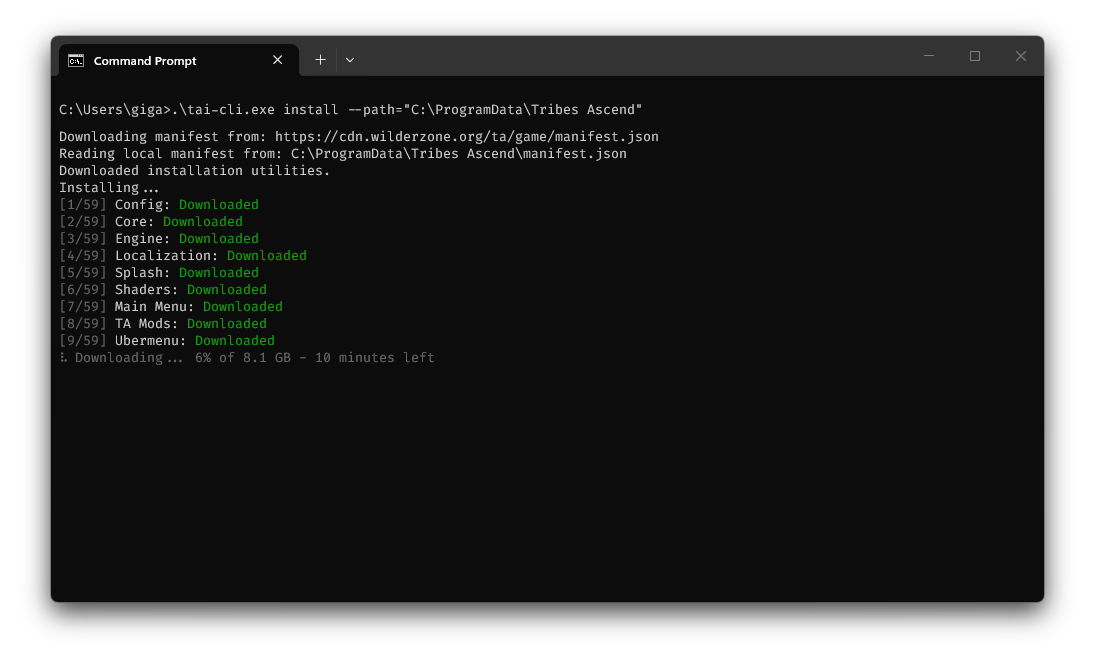 Command Prompt
C:\Users\giga>.\tai-cli.exe install --path="C:\ProgramData\Tribes Ascend"
Downloading manifest from: https://cdn.wilderzone.org/ta/game/manifest.json
Reading local manifest from: C:\ProgramData\Tribes Ascend\manifest.json
Downloaded installation utilities.
Installing...
[1/59] Config: Downloaded
[2/59] Core: Downloaded
[3/59] Engine: Downloaded
[4/59] Localization: Downloaded
[5/59] Splash: Downloaded
[6/59] Shaders: Downloaded
[7/59] Main Menu: Downloaded
[8/59] TA Mods: Downloaded
[9/59] Ubermenu: Downloaded
Downloading... 6% of 8.1 GB - 10 minutes left